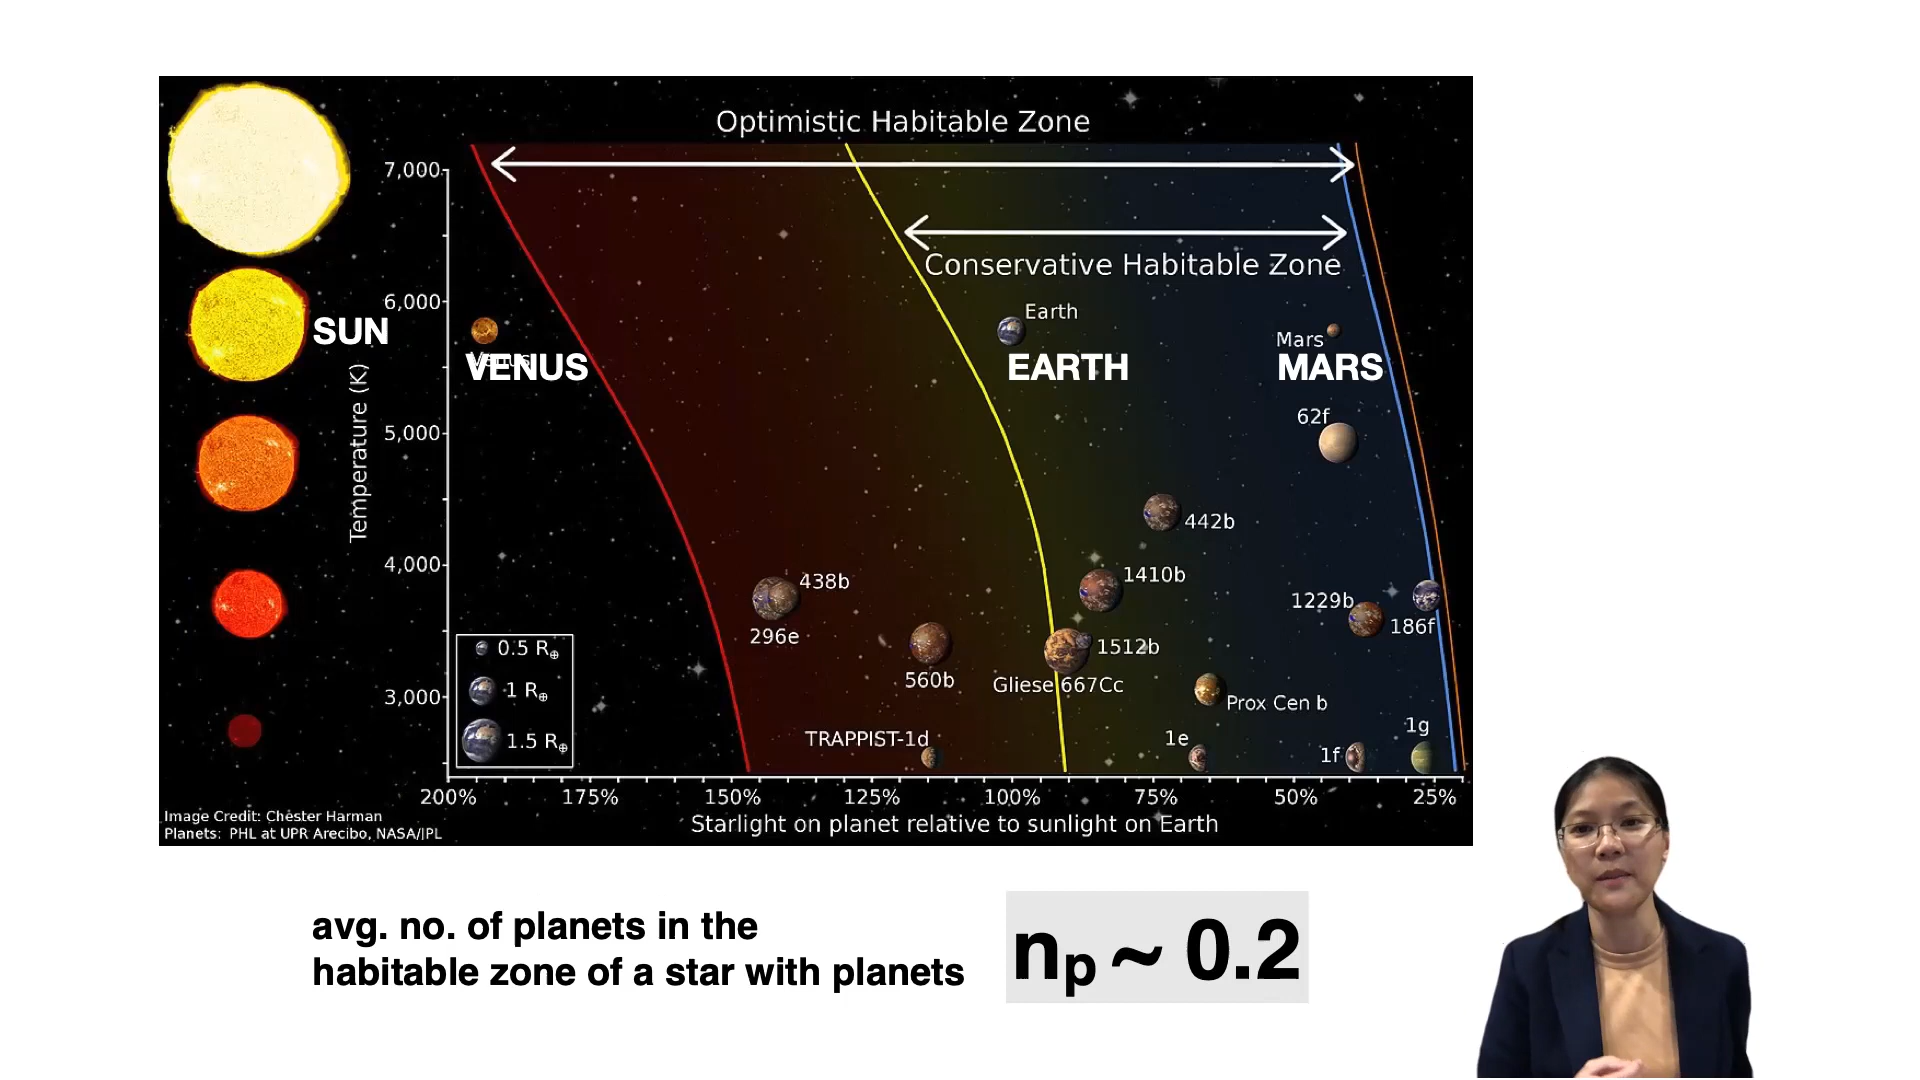 Optimistic Habitable Zone
7,000
Conservative Habitable Zone
6,000
Earth
SUN
Mars
VENUS
EARTH
MARS
62f
5,000
Temperature (K)
442b
4,000
438b
1410b
1229b
186f
296e
0.5 R⊕
1512b
560b
Gliese 667Cc
1 R⊕
3,000
Prox Cen b
1g
1.5 R⊕
TRAPPIST-1d
1e
1f
200%
175%
150%
125%
100%
75%
50%
25%
Starlight on planet relative to sunlight on Earth
Image Credit: Chester Harman
Planets: PHL at UPR Arecibo, NASA/JPL
avg. no. of planets in the
habitable zone of a star with planets
np ~ 0.2